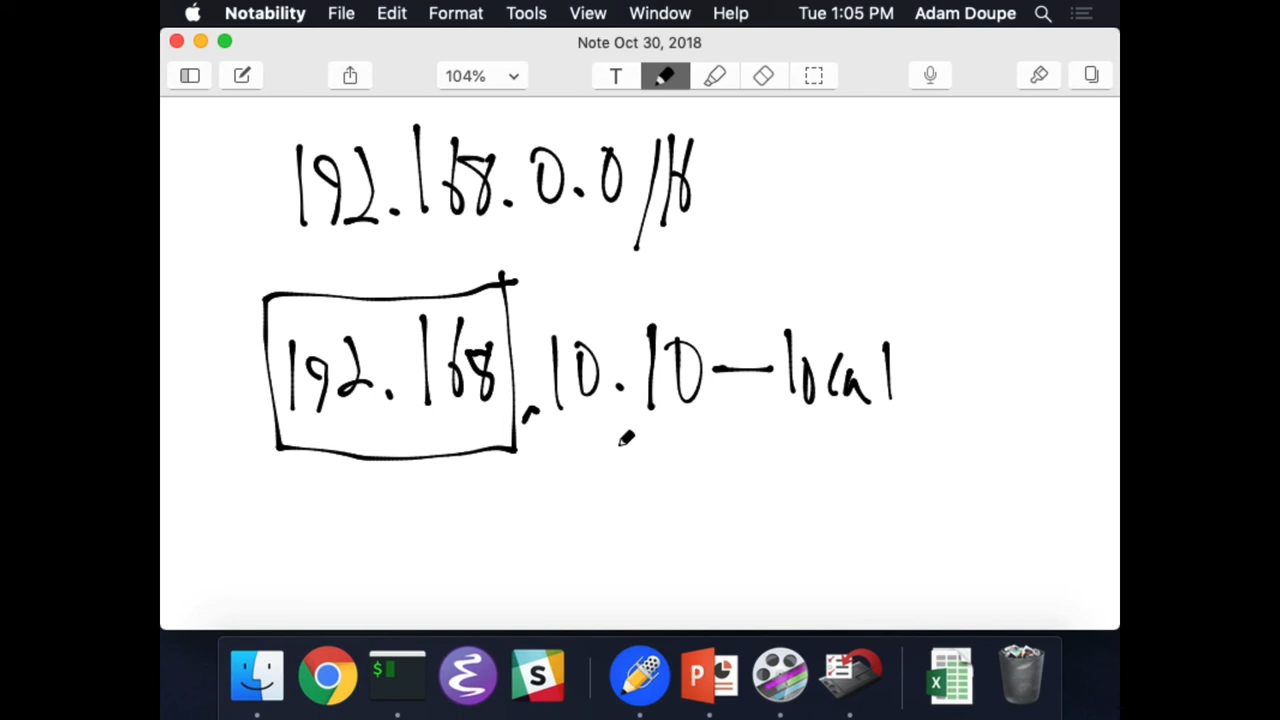 Notability File Edit Format Tools View Window Help Tue 1:05 PM Adam Doupe
Note Oct 30, 2018
104% T
192.168.0.0/16
192.168.10.10—local
$
S
P
X